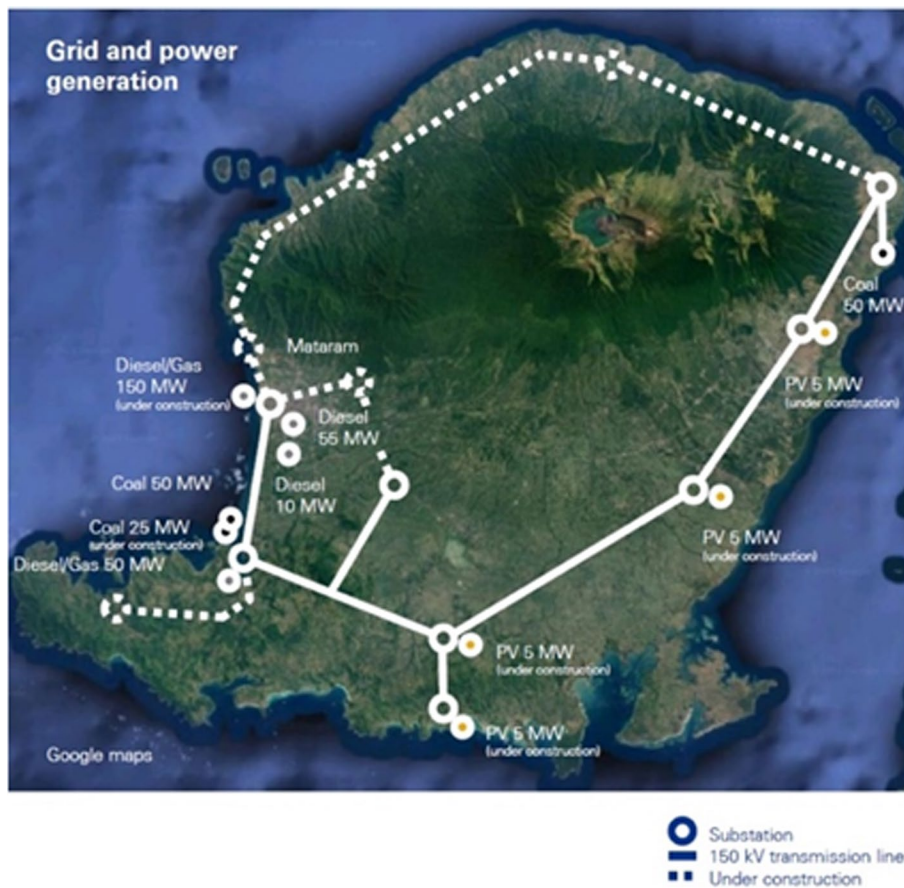 Grid and power
generation
Mataram
Diesel/Gas
150 MW
(under construction)
Diesel
55 MW
Coal
50 MW
PV 5 MW
(under construction)
Coal 50 MW
Diesel
10 MW
Coal 25 MW
(under construction)
Diesel/Gas 50 MW
PV 5 MW
(under construction)
PV 5 MW
(under construction)
PV 5 MW
(under construction)
Google maps
Substation
150 kV transmission line
Under construction